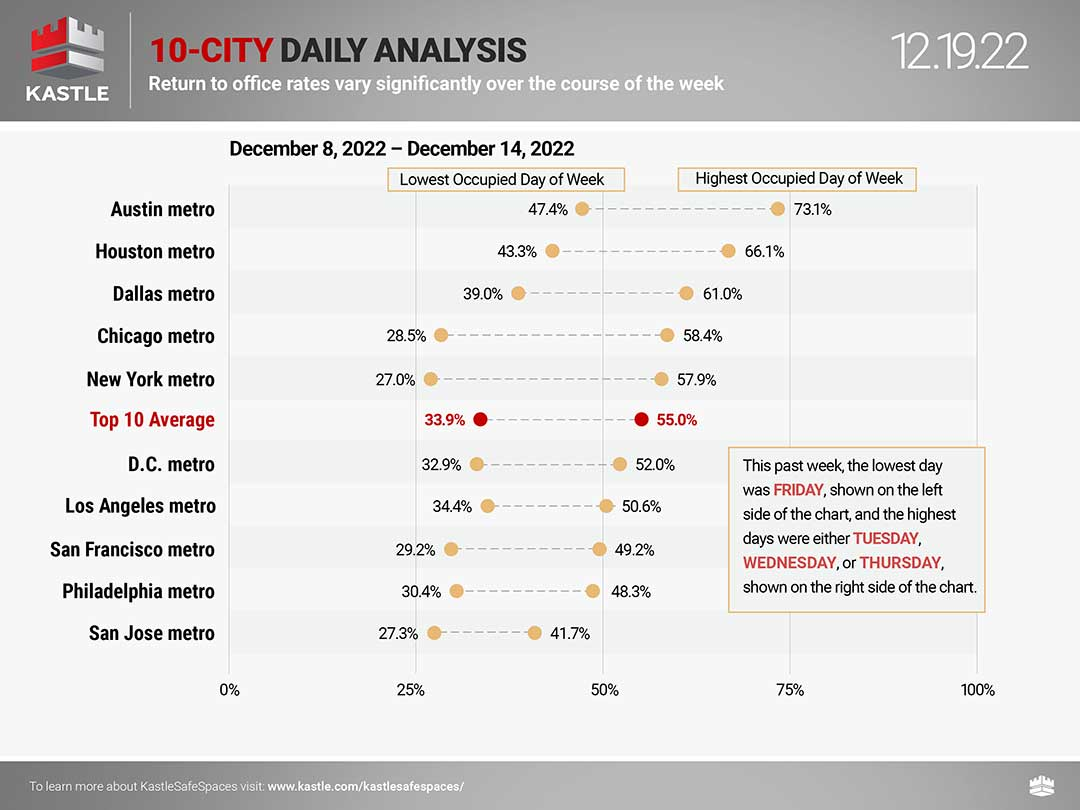 KASTLE
10-CITY DAILY ANALYSIS
Return to office rates vary significantly over the course of the week
12.19.22
December 8, 2022 – December 14, 2022
Lowest Occupied Day of Week
Highest Occupied Day of Week
Austin metro 47.4% 73.1%
Houston metro 43.3% 66.1%
Dallas metro 39.0% 61.0%
Chicago metro 28.5% 58.4%
New York metro 27.0% 57.9%
Top 10 Average 33.9% 55.0%
D.C. metro 32.9% 52.0%
Los Angeles metro 34.4% 50.6%
San Francisco metro 29.2% 49.2%
Philadelphia metro 30.4% 48.3%
San Jose metro 27.3% 41.7%
This past week, the lowest day
was FRIDAY, shown on the left
side of the chart, and the highest
days were either TUESDAY,
WEDNESDAY, or THURSDAY,
shown on the right side of the chart.
0% 25% 50% 75% 100%
To learn more about KastleSafeSpaces visit: www.kastle.com/kastlesafespaces/